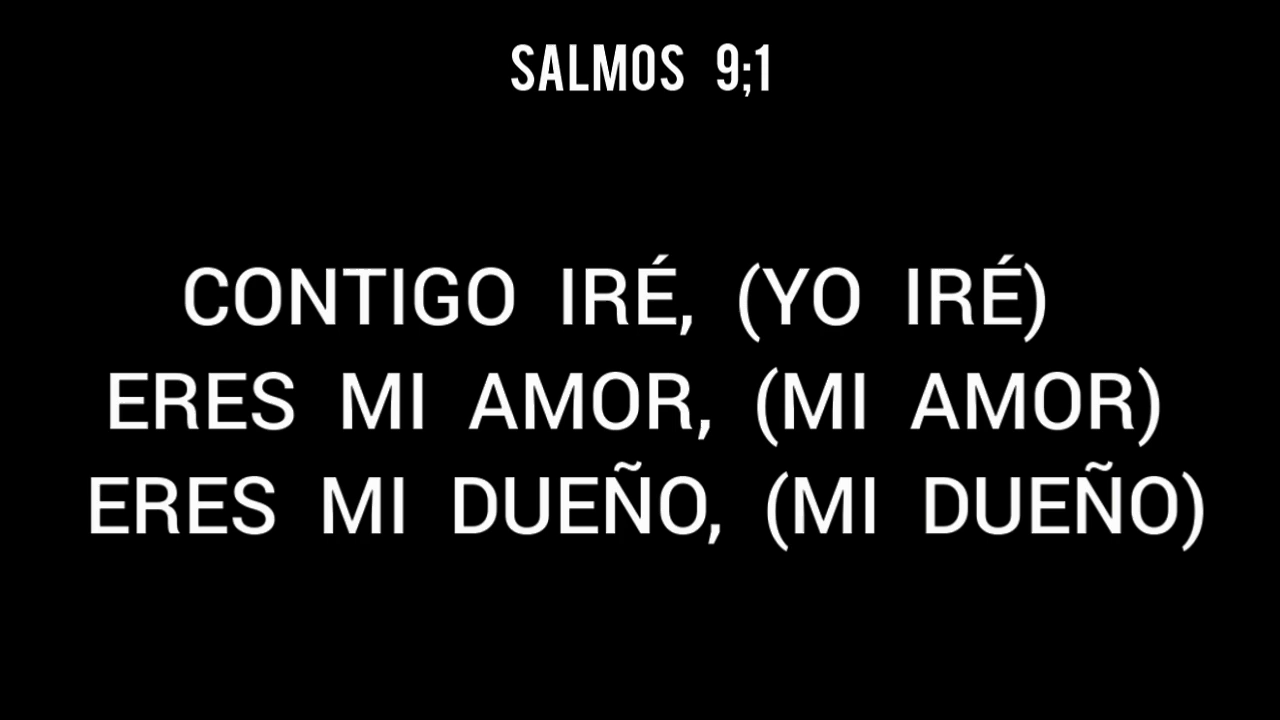 SALMOS 9;1
CONTIGO IRÉ, (YO IRÉ)
ERES MI AMOR, (MI AMOR)
ERES MI DUEÑO, (MI DUEÑO)